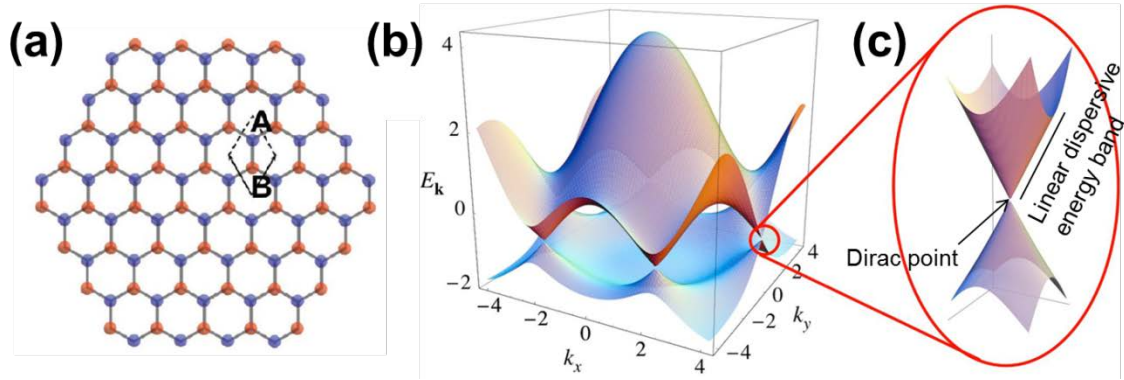 (a)
A
B
(b)
4
2
0
−2
E_k
−4
−2
0
2
4
k_x
−4
−2
0
2
4
k_y
(c)
Linear dispersive
energy band
Dirac point